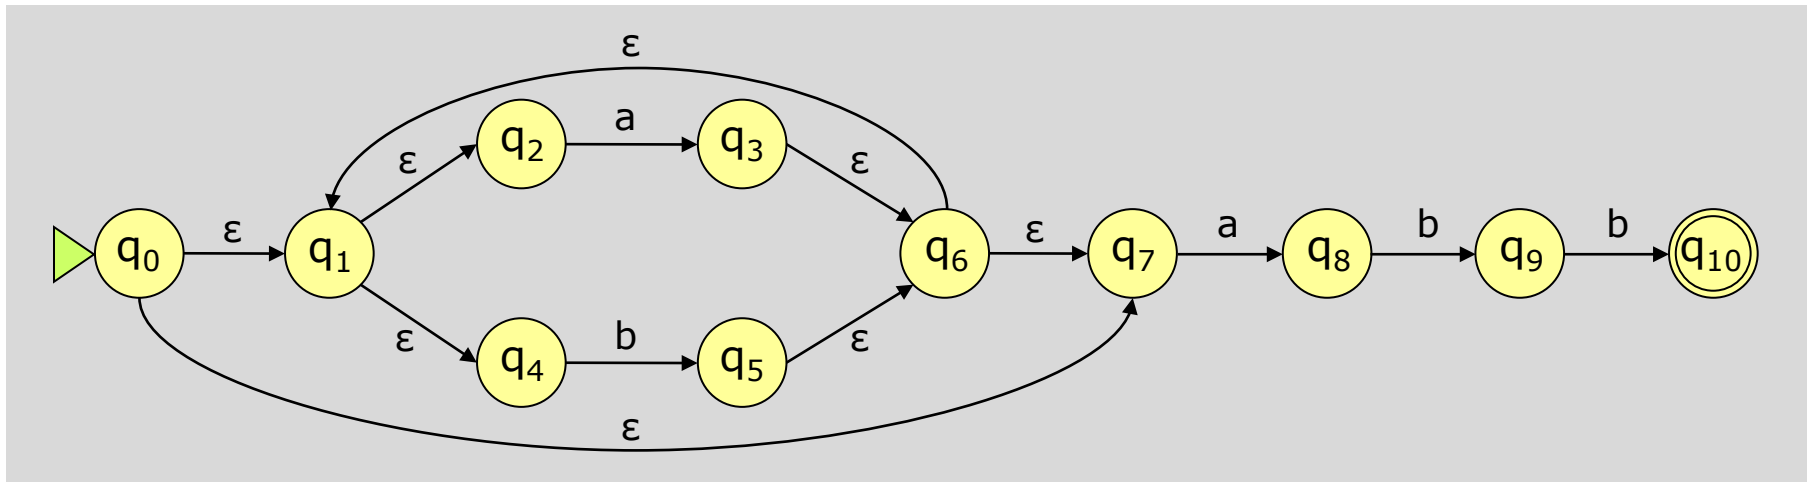 ε
q₂ a q₃
ε ε
q₀ ε q₁ q₆ ε q₇ a q₈ b q₉ b q₁₀
ε ε
q₄ b q₅
ε